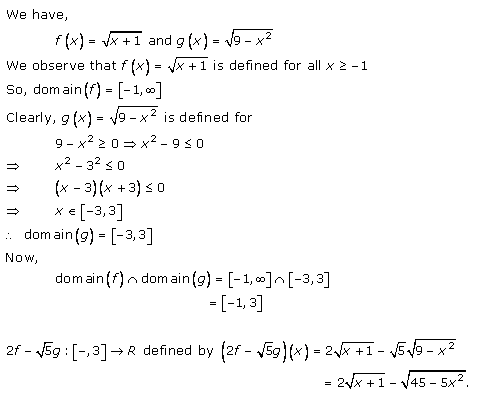 We have,
f(x) = √(x+1) and g(x) = √(9 − x²)
We observe that f(x) = √(x+1) is defined for all x ≥ −1
So, domain(f) = [−1,∞]
Clearly, g(x) = √(9 − x²) is defined for
9 − x² ≥ 0 ⇒ x² − 9 ≤ 0
⇒ x² − 3² ≤ 0
⇒ (x − 3)(x + 3) ≤ 0
⇒ x ∈ [−3,3]
∴ domain(g) = [−3,3]
Now,
domain(f) ∩ domain(g) = [−1,∞] ∩ [−3,3]
= [−1,3]
2f − √5g : [−,3] → R defined by (2f − √5g)(x) = 2√(x+1) − √5√(9 − x²)
= 2√(x+1) − √(45 − 5x²).